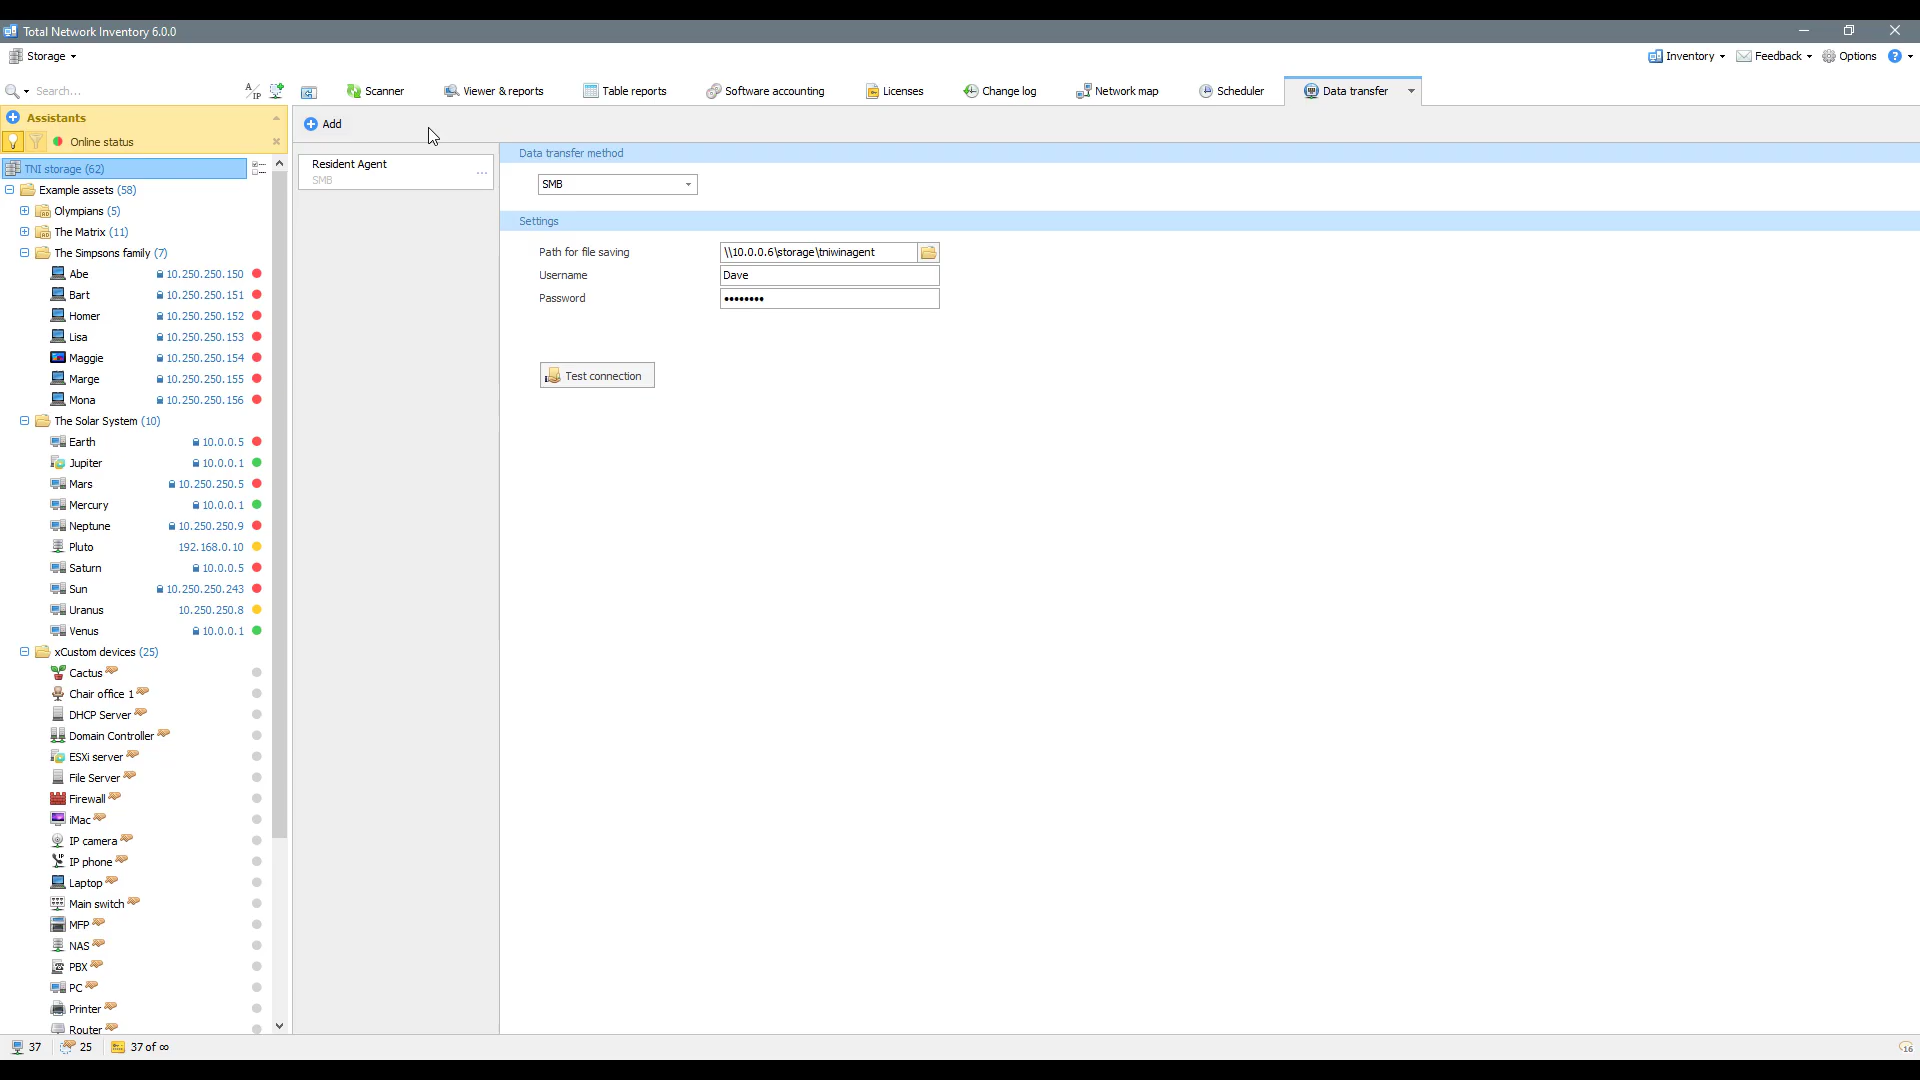 Total Network Inventory 6.0.0
Storage
Inventory Feedback Options ?
Search...
A/IP
Scanner Viewer & reports Table reports Software accounting Licenses Change log Network map Scheduler Data transfer
Assistants
Online status
Add
TNI storage (62)
Example assets (58)
Olympians (5)
The Matrix (11)
The Simpsons family (7)
Abe 10.250.250.150
Bart 10.250.250.151
Homer 10.250.250.152
Lisa 10.250.250.153
Maggie 10.250.250.154
Marge 10.250.250.155
Mona 10.250.250.156
The Solar System (10)
Earth 10.0.0.5
Jupiter 10.0.0.1
Mars 10.250.250.5
Mercury 10.0.0.1
Neptune 10.250.250.9
Pluto 192.168.0.10
Saturn 10.0.0.5
Sun 10.250.250.243
Uranus 10.250.250.8
Venus 10.0.0.1
xCustom devices (25)
Cactus
Chair office 1
DHCP Server
Domain Controller
ESXi server
File Server
Firewall
iMac
IP camera
IP phone
Laptop
Main switch
MFP
NAS
PBX
PC
Printer
Router
Resident Agent
SMB
...
Data transfer method
SMB
Settings
Path for file saving \\10.0.0.6\storage\tniwinagent
Username Dave
Password ••••••••
Test connection
37 25 37 of ∞
16